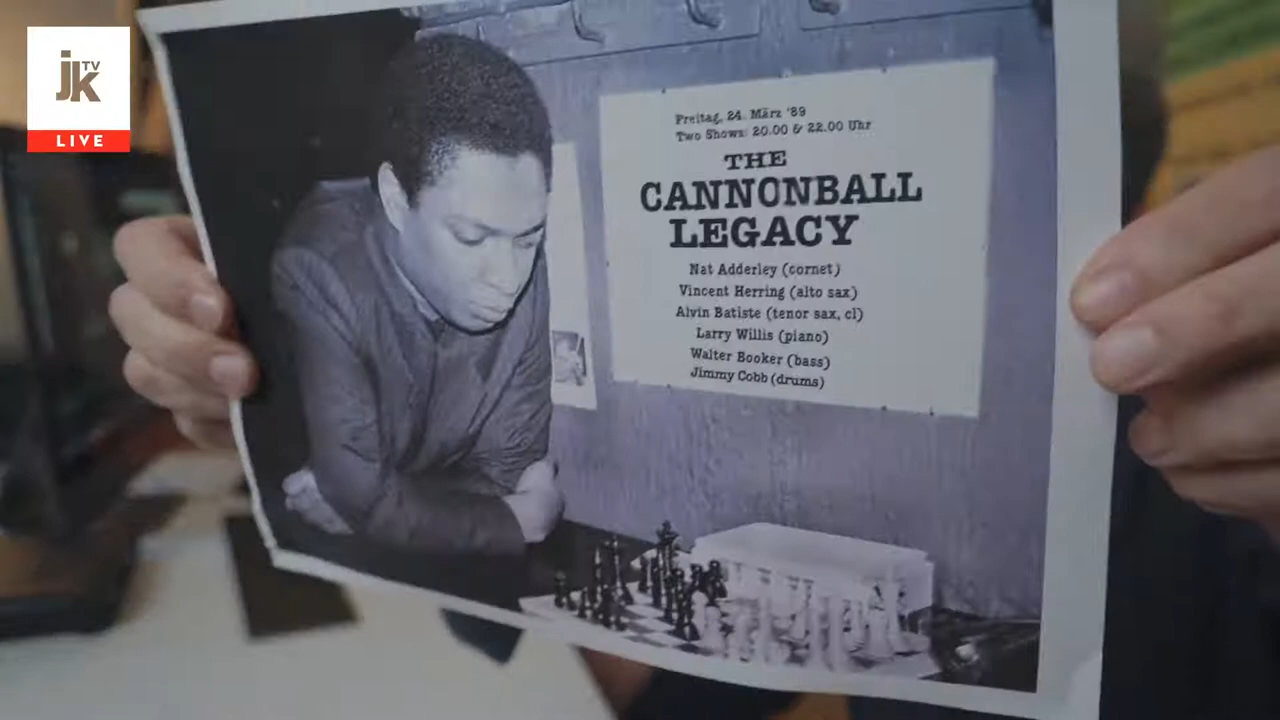 jk TV
LIVE
Freitag, 24. März '89
Two Shows: 20.00 & 22.00 Uhr
THE
CANNONBALL
LEGACY
Nat Adderley (cornet)
Vincent Herring (alto sax)
Alvin Batiste (tenor sax, cl)
Larry Willis (piano)
Walter Booker (bass)
Jimmy Cobb (drums)